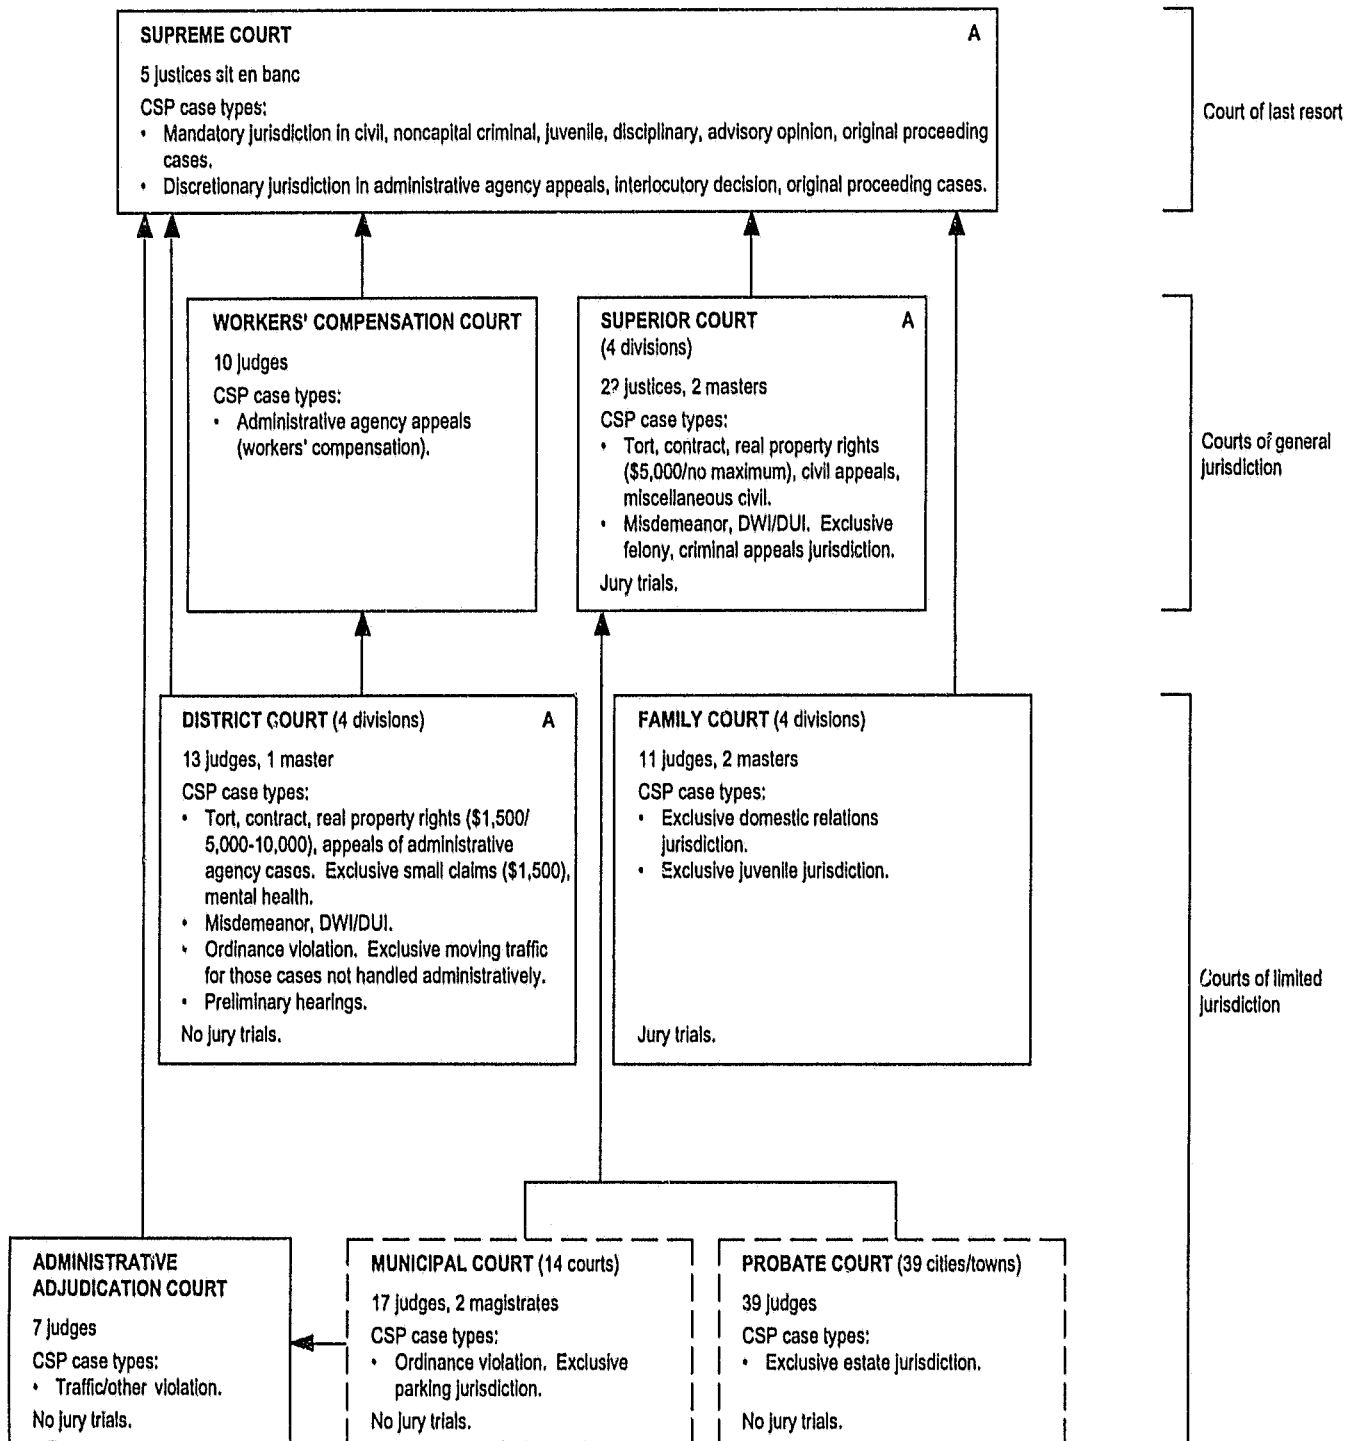 SUPREME COURT A
5 justices sit en banc
CSP case types:
• Mandatory jurisdiction in civil, noncapital criminal, juvenile, disciplinary, advisory opinion, original proceeding
cases.
• Discretionary jurisdiction in administrative agency appeals, interlocutory decision, original proceeding cases.
Court of last resort
WORKERS' COMPENSATION COURT
10 judges
CSP case types:
• Administrative agency appeals
(workers' compensation).
SUPERIOR COURT A
(4 divisions)
justices, 2 masters
CSP case types:
• Tort, contract, real property rights
($5,000/no maximum), civil appeals,
miscellaneous civil.
• Misdemeanor, DWI/DUI. Exclusive
felony, criminal appeals jurisdiction.
Jury trials.
Courts of general
jurisdiction
DISTRICT COURT (4 divisions) A
13 judges, 1 master
CSP case types:
• Tort, contract, real property rights ($1,500/
5,000-10,000), appeals of administrative
agency cases. Exclusive small claims ($1,500),
mental health.
• Misdemeanor, DWI/DUI.
• Ordinance violation. Exclusive moving traffic
for those cases not handled administratively.
• Preliminary hearings.
No jury trials.
FAMILY COURT (4 divisions)
11 judges, 2 masters
CSP case types:
• Exclusive domestic relations
jurisdiction.
• Exclusive juvenile jurisdiction.
Jury trials.
Courts of limited
jurisdiction
ADMINISTRATIVE
ADJUDICATION COURT
7 judges
CSP case types:
• Traffic/other violation.
No jury trials.
MUNICIPAL COURT (14 courts)
17 judges, 2 magistrates
CSP case types:
• Ordinance violation. Exclusive
parking jurisdiction.
No jury trials.
PROBATE COURT (39 cities/towns)
39 judges
CSP case types:
• Exclusive estate jurisdiction.
No jury trials.